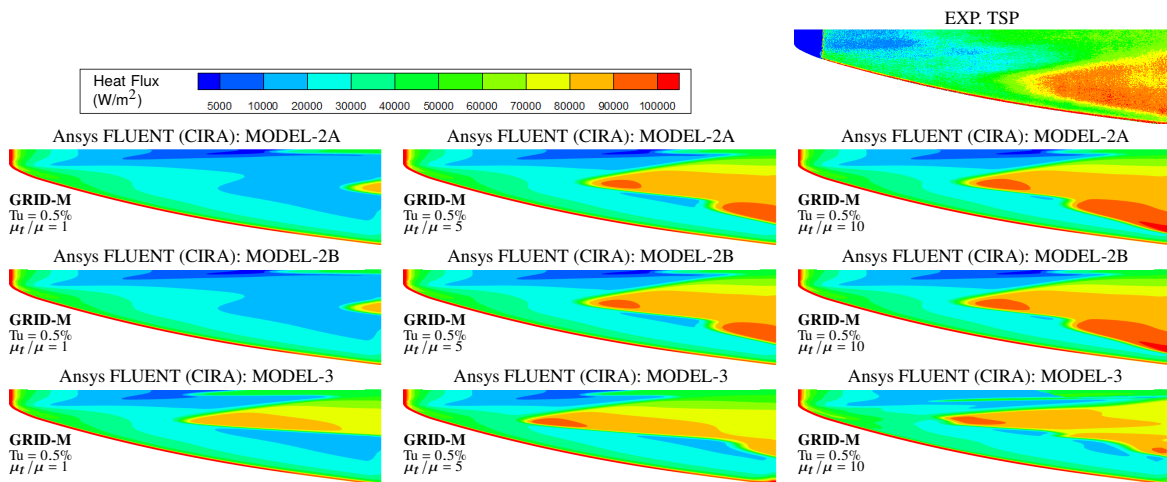 EXP. TSP
Heat Flux
(W/m²)
5000 10000 20000 30000 40000 50000 60000 70000 80000 90000 100000
Ansys FLUENT (CIRA): MODEL-2A
GRID-M
Tu = 0.5%
μt/μ = 1
Ansys FLUENT (CIRA): MODEL-2A
GRID-M
Tu = 0.5%
μt/μ = 5
Ansys FLUENT (CIRA): MODEL-2A
GRID-M
Tu = 0.5%
μt/μ = 10
Ansys FLUENT (CIRA): MODEL-2B
GRID-M
Tu = 0.5%
μt/μ = 1
Ansys FLUENT (CIRA): MODEL-2B
GRID-M
Tu = 0.5%
μt/μ = 5
Ansys FLUENT (CIRA): MODEL-2B
GRID-M
Tu = 0.5%
μt/μ = 10
Ansys FLUENT (CIRA): MODEL-3
GRID-M
Tu = 0.5%
μt/μ = 1
Ansys FLUENT (CIRA): MODEL-3
GRID-M
Tu = 0.5%
μt/μ = 5
Ansys FLUENT (CIRA): MODEL-3
GRID-M
Tu = 0.5%
μt/μ = 10